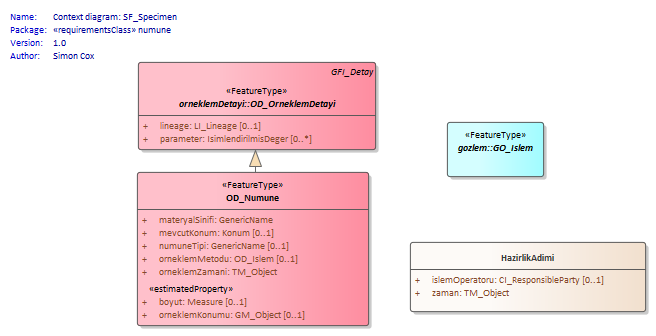 Name: Context diagram: SF_Specimen
Package: «requirementsClass» numune
Version: 1.0
Author: Simon Cox
GFI_Detay
«FeatureType»
orneklemDetayi::OD_OrneklemDetayi
+ lineage: LI_Lineage [0..1]
+ parameter: IsimlendirilmisDeger [0..*]
«FeatureType»
gozlem::GO_Islem
«FeatureType»
OD_Numune
+ materyalSinifi: GenericName
+ mevcutKonum: Konum [0..1]
+ numuneTipi: GenericName [0..1]
+ orneklemMetodu: OD_Islem [0..1]
+ orneklemZamani: TM_Object
«estimatedProperty»
+ boyut: Measure [0..1]
+ orneklemKonumu: GM_Object [0..1]
HazirlikAdimi
+ islemOperatoru: CI_ResponsibleParty [0..1]
+ zaman: TM_Object